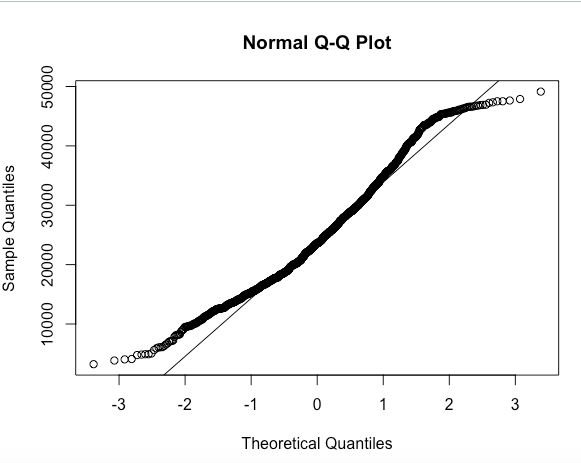 Normal Q-Q Plot
Sample Quantiles
50000
40000
30000
20000
10000
-3 -2 -1 0 1 2 3
Theoretical Quantiles